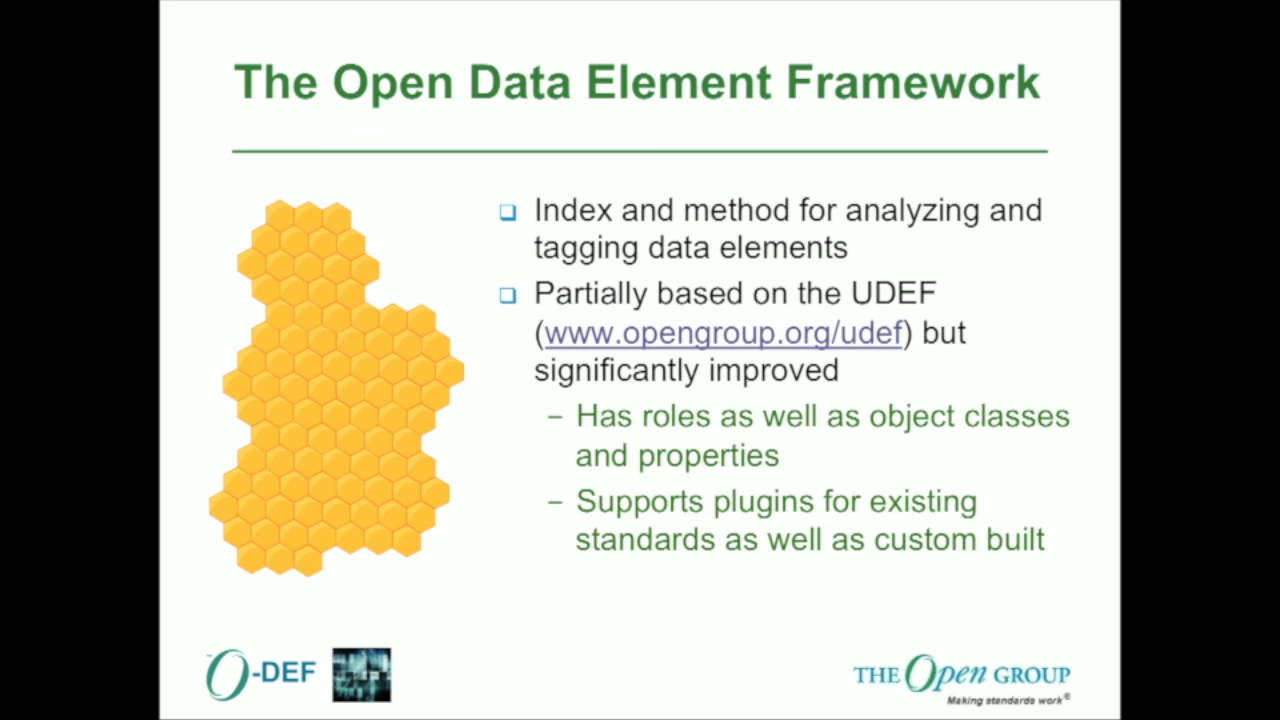 The Open Data Element Framework
❑ Index and method for analyzing and
tagging data elements
❑ Partially based on the UDEF
(www.opengroup.org/udef) but
significantly improved
– Has roles as well as object classes
and properties
– Supports plugins for existing
standards as well as custom built
O-DEF
THE Open GROUP
Making standards work®